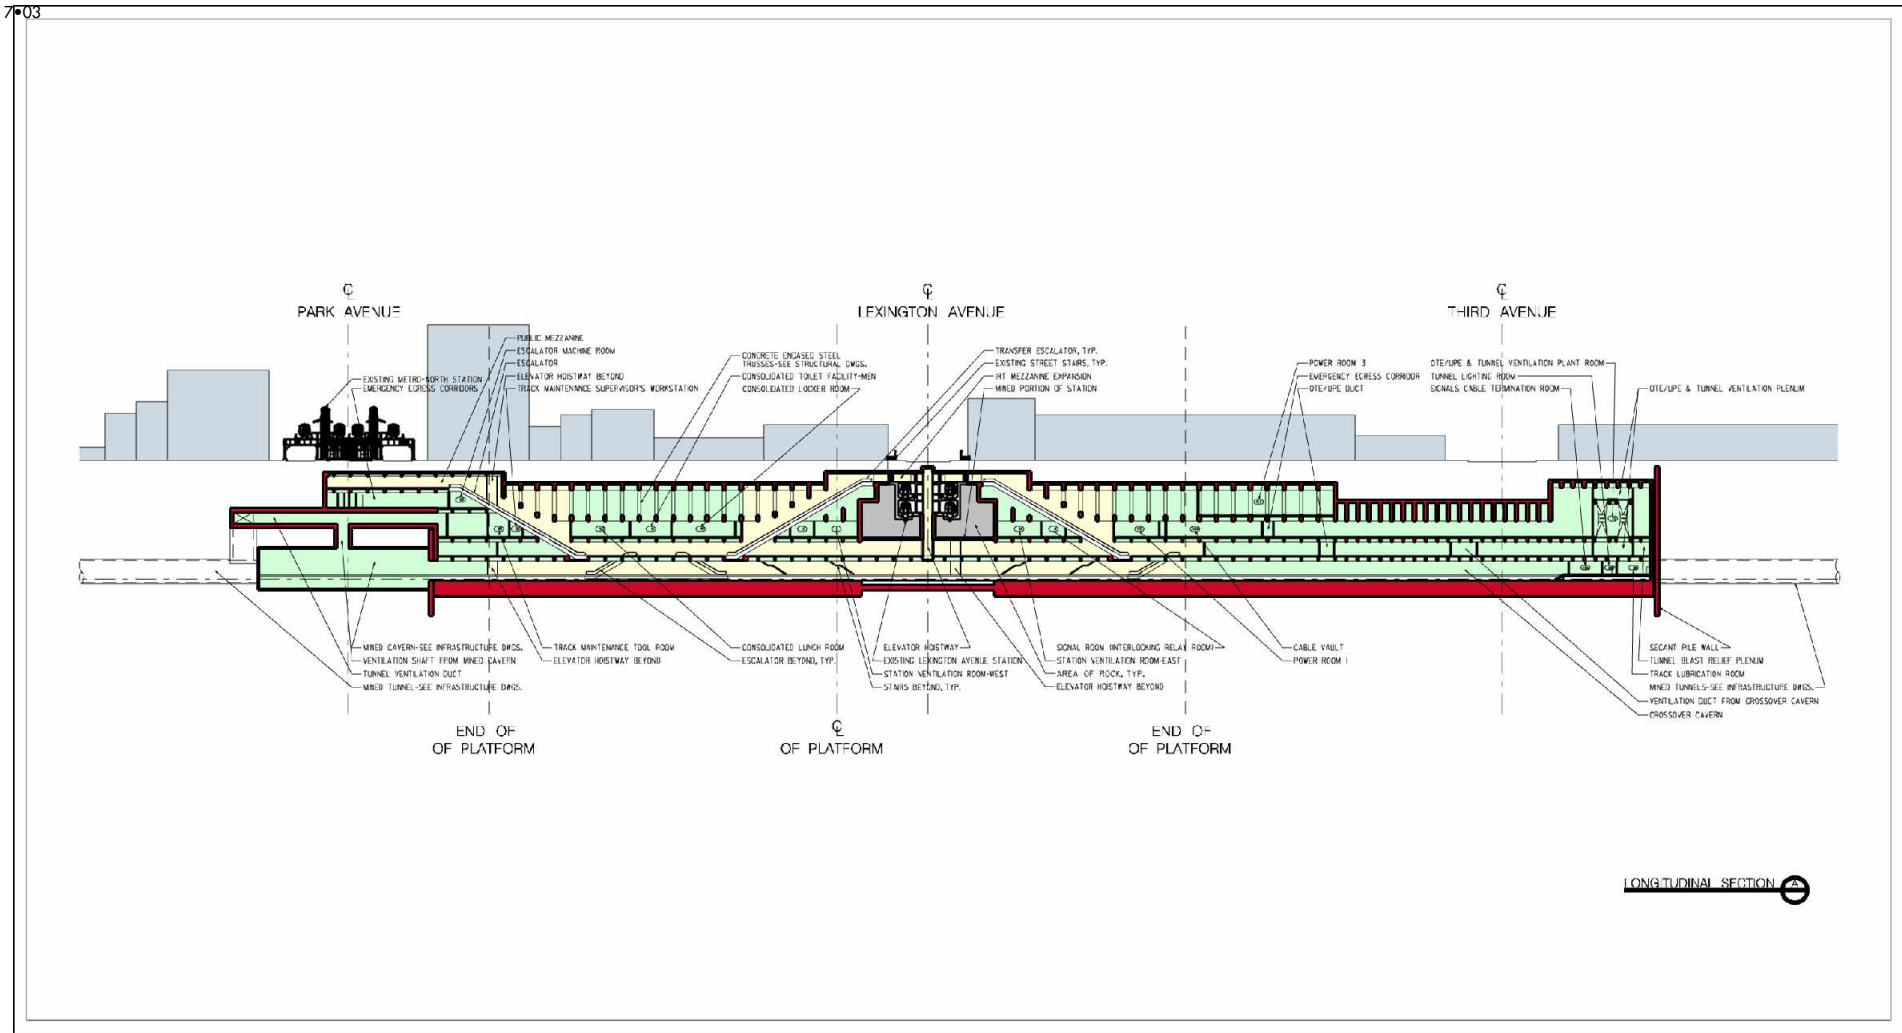 7•03
PARK AVENUE
LEXINGTON AVENUE
THIRD AVENUE
PUBLIC MEZZANINE
ESCALATOR MACHINE ROOM
ESCALATOR
ELEVATOR HOISTWAY BEYOND
TRACK MAINTENANCE SUPERVISOR'S WORKSTATION
EXISTING METRO-NORTH STATION
EMERGENCY EGRESS CORRIDORS
CONCRETE ENCASED STEEL
TRUSSES-SEE STRUCTURAL DWGS.
CONSOLIDATED TOILET FACILITY-MEN
CONSOLIDATED LOCKER ROOM
TRANSFER ESCALATOR, TYP.
EXISTING STREET STAIRS, TYP.
IRT MEZZANINE EXPANSION
MINED PORTION OF STATION
POWER ROOM 3
EMERGENCY EGRESS CORRIDOR
OTE/UPE DUCT
OTE/UPE & TUNNEL VENTILATION PLANT ROOM
TUNNEL LIGHTING ROOM
SIGNALS CABLE TERMINATION ROOM
OTE/UPE & TUNNEL VENTILATION PLENUM
MINED CAVERN-SEE INFRASTRUCTURE DWGS.
VENTILATION SHAFT FROM MINED CAVERN
TUNNEL VENTILATION DUCT
MINED TUNNEL-SEE INFRASTRUCTURE DWGS.
TRACK MAINTENANCE TOOL ROOM
ELEVATOR HOISTWAY BEYOND
CONSOLIDATED LUNCH ROOM
ESCALATOR BEYOND, TYP.
ELEVATOR HOISTWAY
EXISTING LEXINGTON AVENUE STATION
STATION VENTILATION ROOM-WEST
STAIRS BEYOND, TYP.
SIGNAL ROOM (INTERLOCKING RELAY ROOM)
STATION VENTILATION ROOM-EAST
AREA OF ROCK, TYP.
ELEVATOR HOISTWAY BEYOND
CABLE VAULT
POWER ROOM 1
SECANT PILE WALL
TUNNEL BLAST RELIEF PLENUM
TRACK LUBRICATION ROOM
MINED TUNNELS-SEE INFRASTRUCTURE DWGS.
VENTILATION DUCT FROM CROSSOVER CAVERN
CROSSOVER CAVERN
END OF
OF PLATFORM
OF PLATFORM
END OF
OF PLATFORM
LONGITUDINAL SECTION A